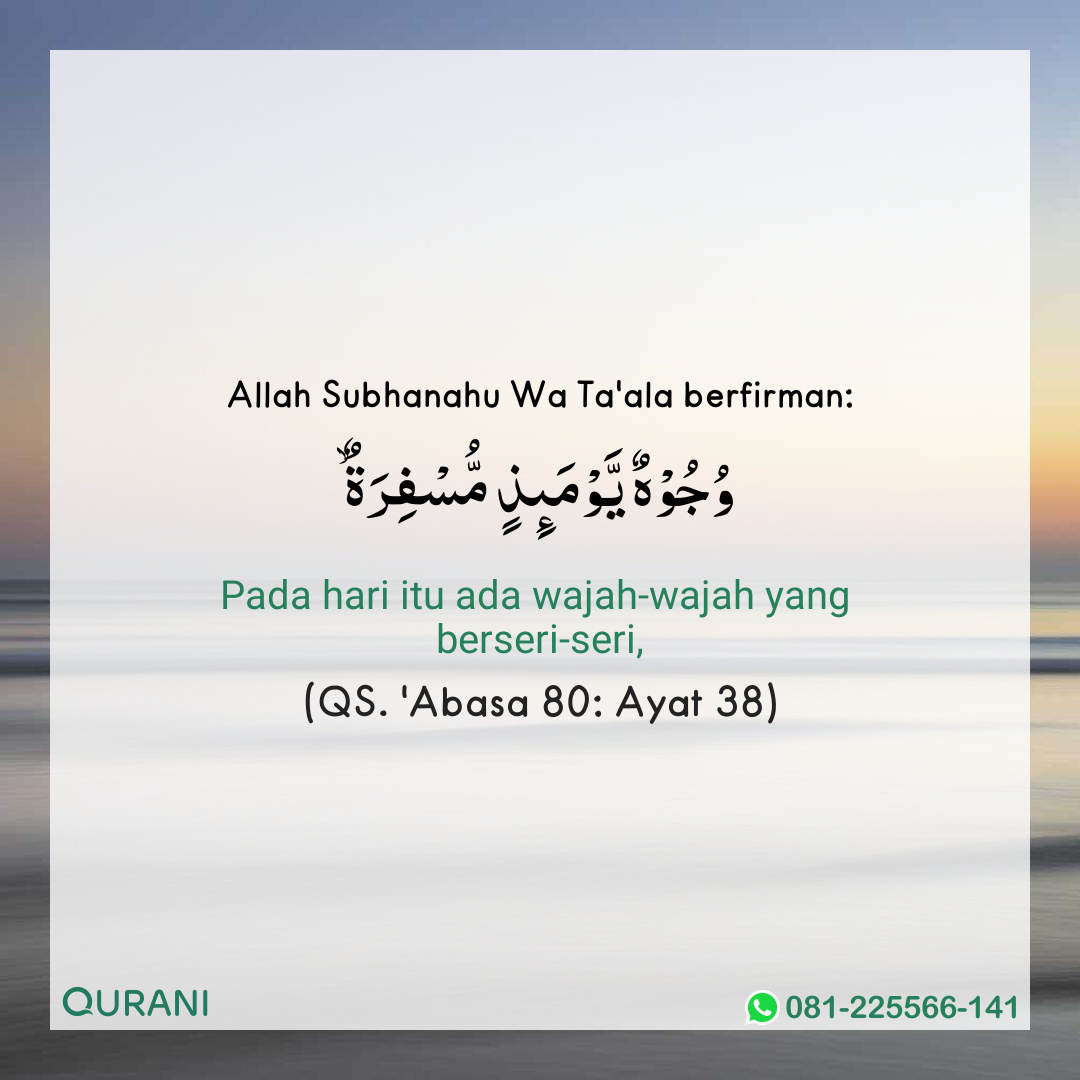 Allah Subhanahu Wa Ta'ala berfirman:
وُجُوْهٌ يَّوْمَىِٕذٍ مُّسْفِرَةٌۙ
Pada hari itu ada wajah-wajah yang
berseri-seri,
(QS. 'Abasa 80: Ayat 38)
QURANI
081-225566-141